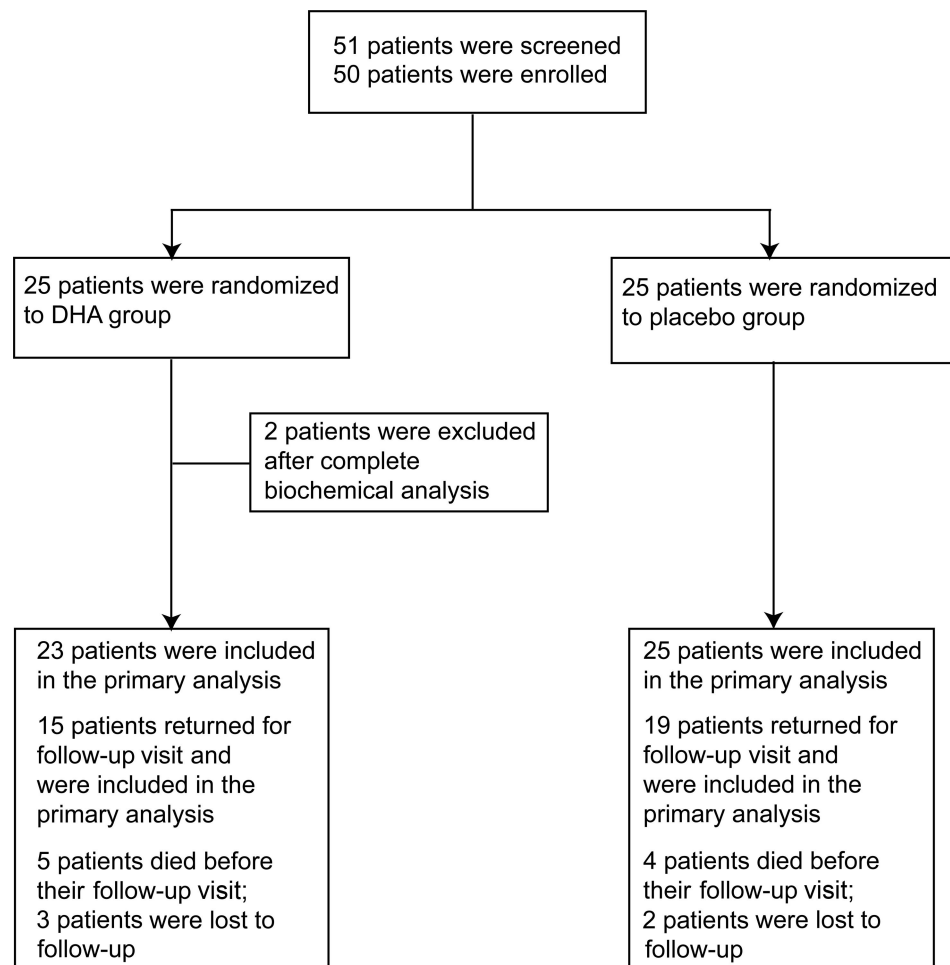 51 patients were screened
50 patients were enrolled
25 patients were randomized
to DHA group
25 patients were randomized
to placebo group
2 patients were excluded
after complete
biochemical analysis
23 patients were included
in the primary analysis
15 patients returned for
follow-up visit and
were included in the
primary analysis
5 patients died before
their follow-up visit;
3 patients were lost to
follow-up
25 patients were included
in the primary analysis
19 patients returned for
follow-up visit and
were included in the
primary analysis
4 patients died before
their follow-up visit;
2 patients were lost to
follow-up